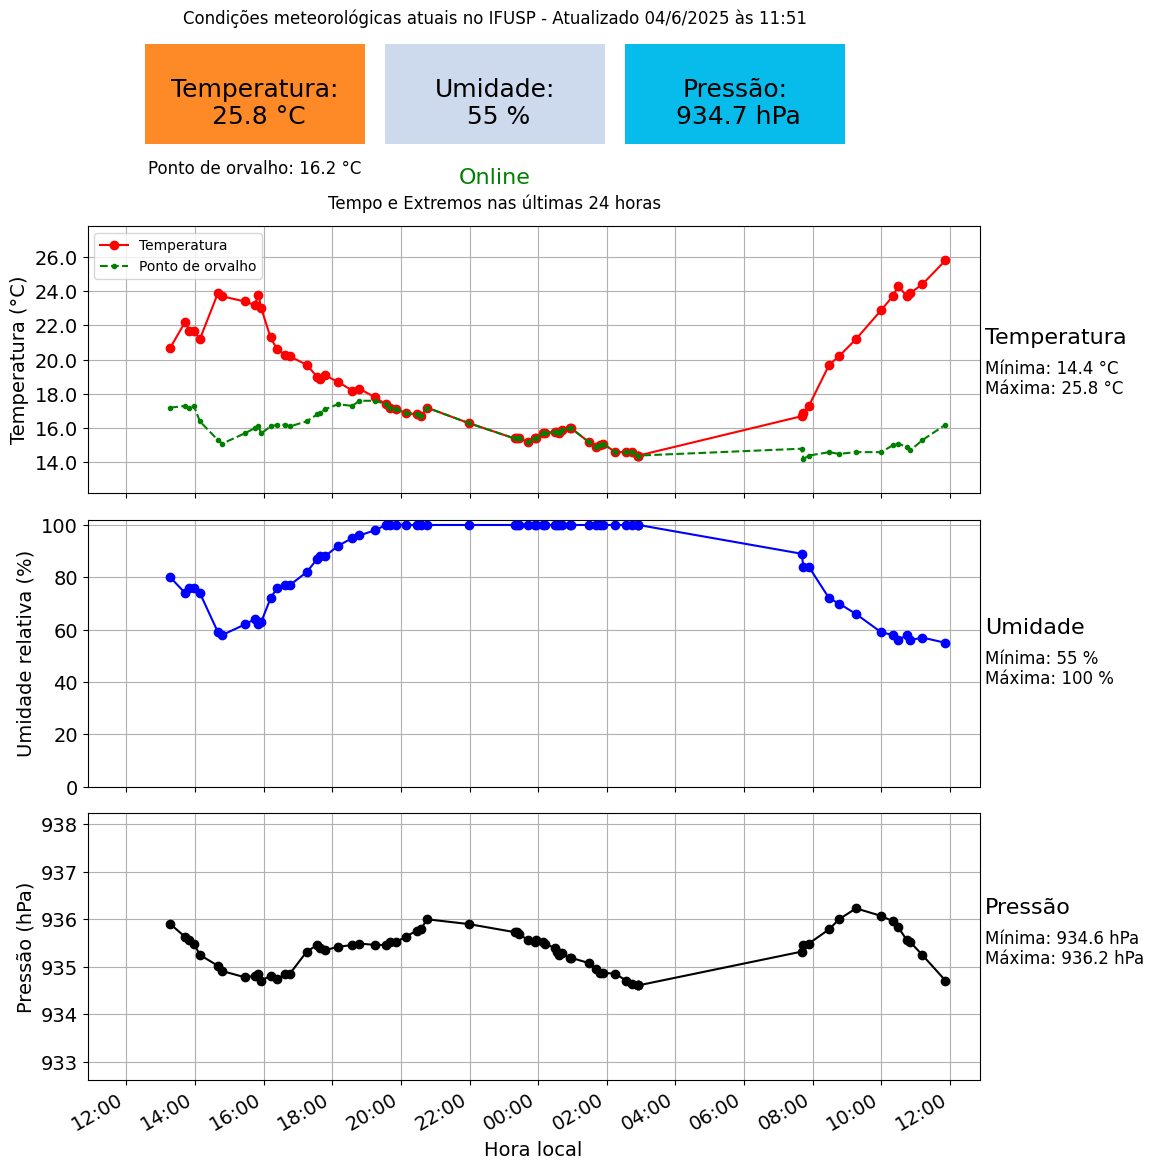 Condições meteorológicas atuais no IFUSP - Atualizado 04/6/2025 às 11:51
Temperatura:
25.8 °C
Umidade:
55 %
Pressão:
934.7 hPa
Ponto de orvalho: 16.2 °C
Online
Tempo e Extremos nas últimas 24 horas
Temperatura
Ponto de orvalho
Temperatura (°C)
26.0
24.0
22.0
20.0
18.0
16.0
14.0
Temperatura
Mínima: 14.4 °C
Máxima: 25.8 °C
Umidade relativa (%)
100
80
60
40
20
0
Umidade
Mínima: 55 %
Máxima: 100 %
Pressão (hPa)
938
937
936
935
934
933
Pressão
Mínima: 934.6 hPa
Máxima: 936.2 hPa
12:00
14:00
16:00
18:00
20:00
22:00
00:00
02:00
04:00
06:00
08:00
10:00
12:00
Hora local